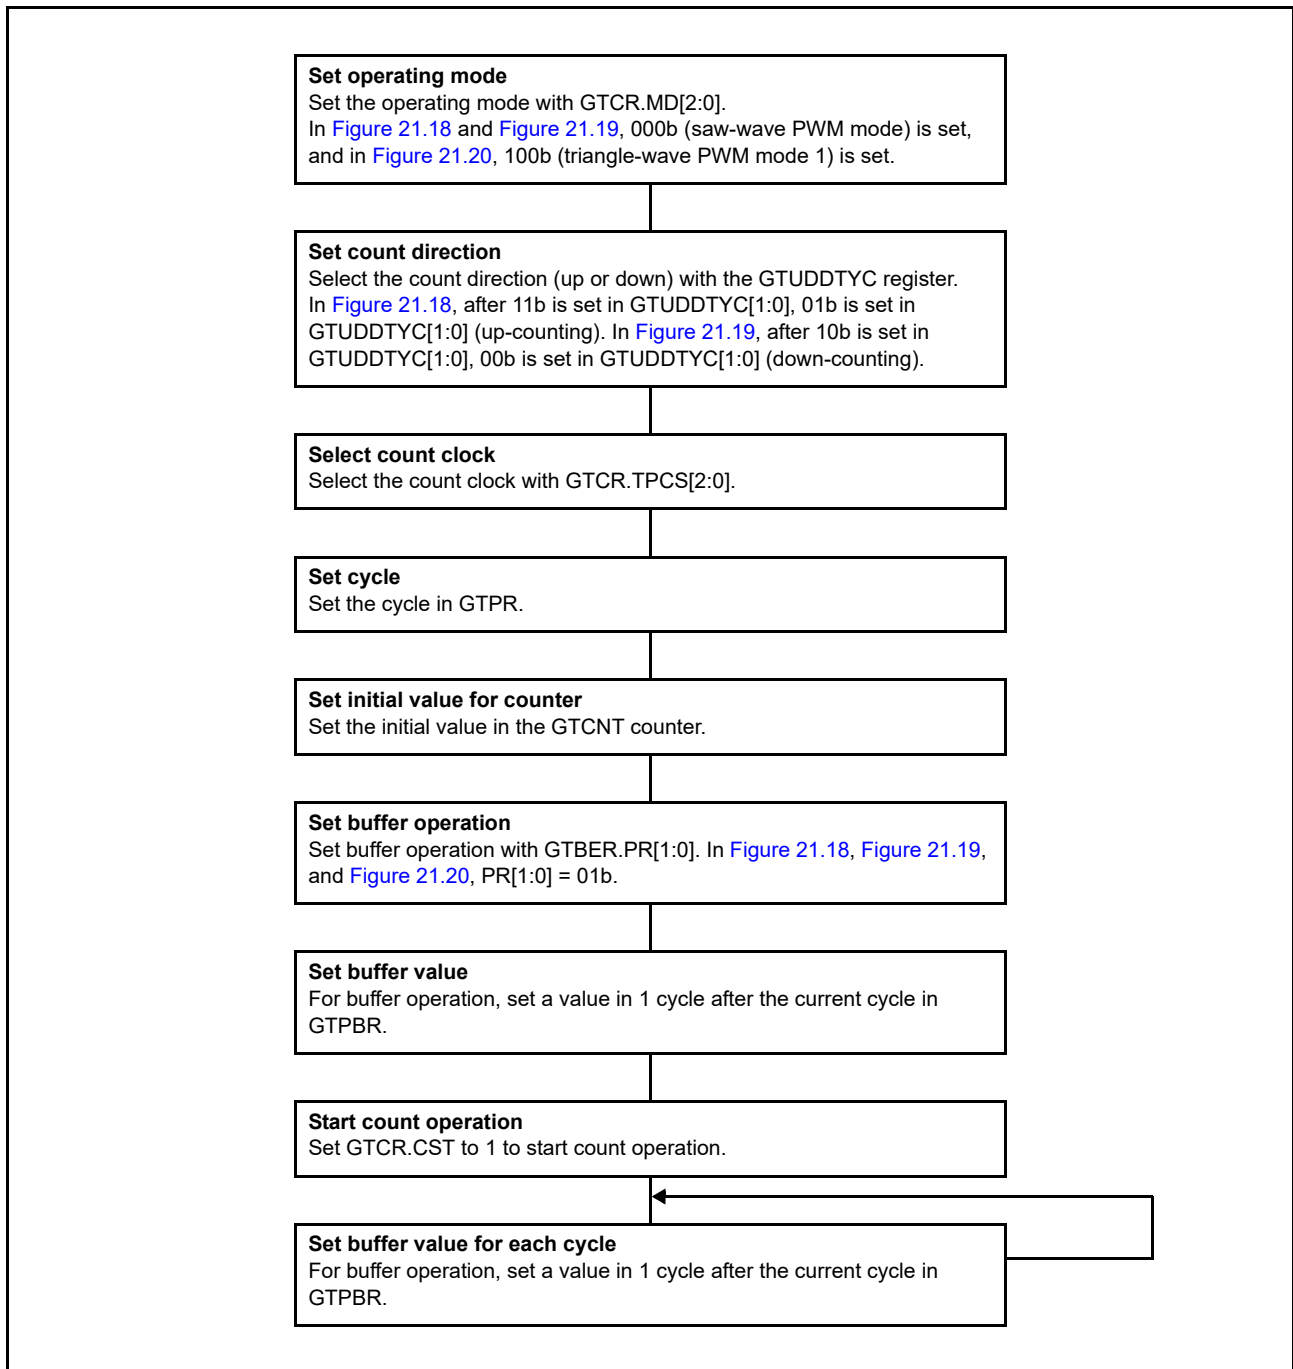 Set operating mode
Set the operating mode with GTCR.MD[2:0].
In Figure 21.18 and Figure 21.19, 000b (saw-wave PWM mode) is set,
and in Figure 21.20, 100b (triangle-wave PWM mode 1) is set.
Set count direction
Select the count direction (up or down) with the GTUDDTYC register.
In Figure 21.18, after 11b is set in GTUDDTYC[1:0], 01b is set in
GTUDDTYC[1:0] (up-counting). In Figure 21.19, after 10b is set in
GTUDDTYC[1:0], 00b is set in GTUDDTYC[1:0] (down-counting).
Select count clock
Select the count clock with GTCR.TPCS[2:0].
Set cycle
Set the cycle in GTPR.
Set initial value for counter
Set the initial value in the GTCNT counter.
Set buffer operation
Set buffer operation with GTBER.PR[1:0]. In Figure 21.18, Figure 21.19,
and Figure 21.20, PR[1:0] = 01b.
Set buffer value
For buffer operation, set a value in 1 cycle after the current cycle in
GTPBR.
Start count operation
Set GTCR.CST to 1 to start count operation.
Set buffer value for each cycle
For buffer operation, set a value in 1 cycle after the current cycle in
GTPBR.